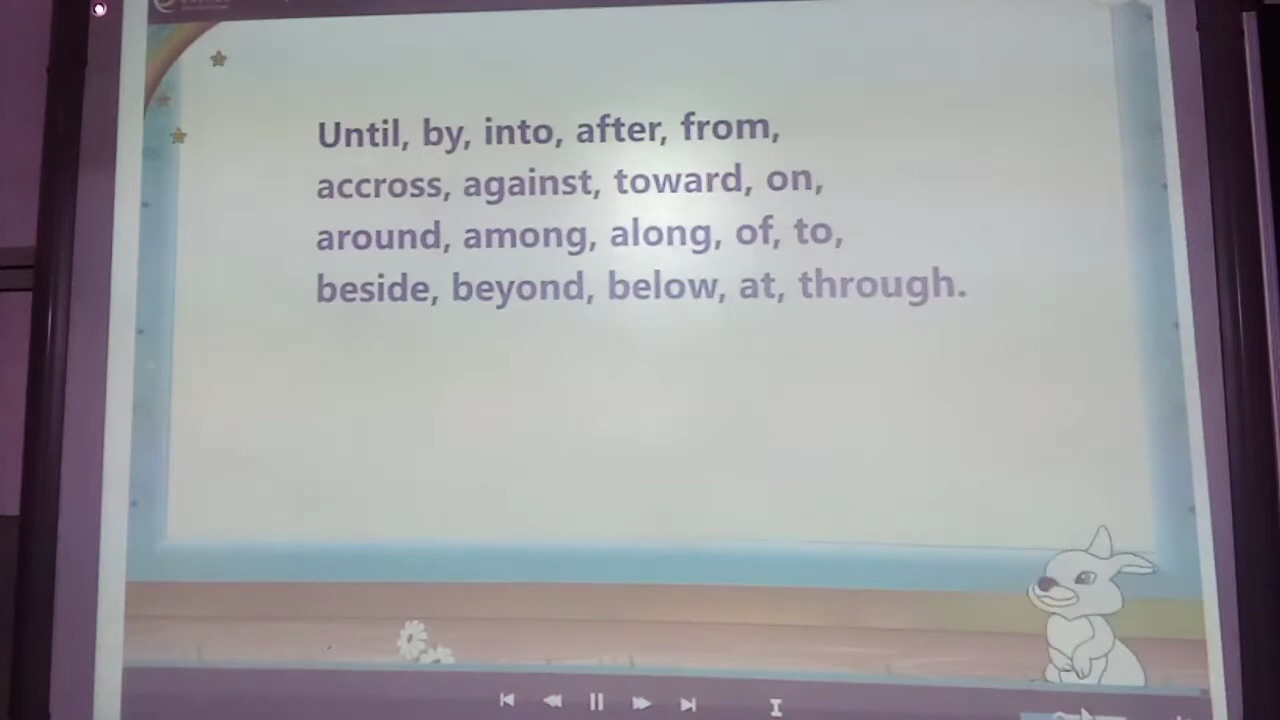 Until, by, into, after, from,
accross, against, toward, on,
around, among, along, of, to,
beside, beyond, below, at, through.